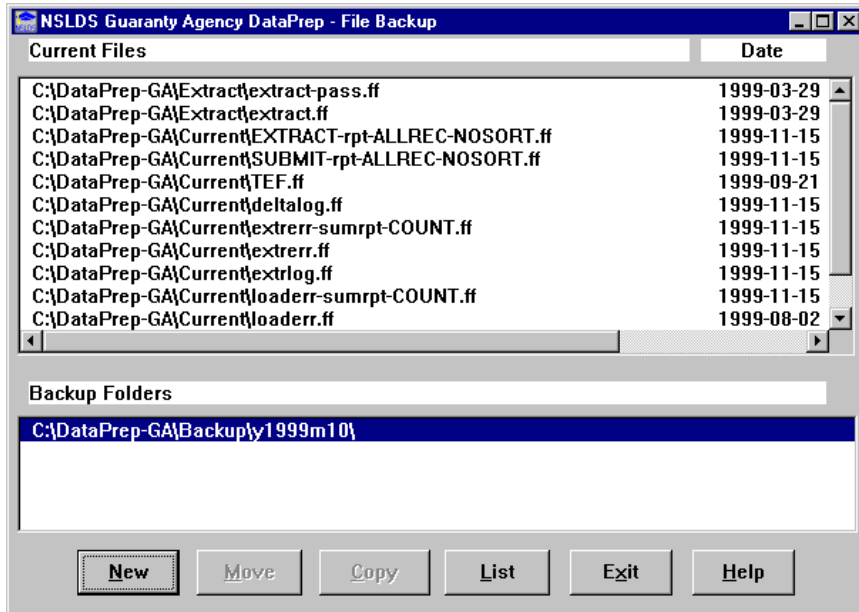 NSLDS Guaranty Agency DataPrep - File Backup
Current Files Date
C:\DataPrep-GA\Extract\extract-pass.ff 1999-03-29
C:\DataPrep-GA\Extract\extract.ff 1999-03-29
C:\DataPrep-GA\Current\EXTRACT-rpt-ALLREC-NOSORT.ff 1999-11-15
C:\DataPrep-GA\Current\SUBMIT-rpt-ALLREC-NOSORT.ff 1999-11-15
C:\DataPrep-GA\Current\TEF.ff 1999-09-21
C:\DataPrep-GA\Current\deltalog.ff 1999-11-15
C:\DataPrep-GA\Current\extrerr-sumrpt-COUNT.ff 1999-11-15
C:\DataPrep-GA\Current\extrerr.ff 1999-11-15
C:\DataPrep-GA\Current\extrlog.ff 1999-11-15
C:\DataPrep-GA\Current\loaderr-sumrpt-COUNT.ff 1999-11-15
C:\DataPrep-GA\Current\loaderr.ff 1999-08-02
Backup Folders
C:\DataPrep-GA\Backup\y1999m10\
New Move Copy List Exit Help